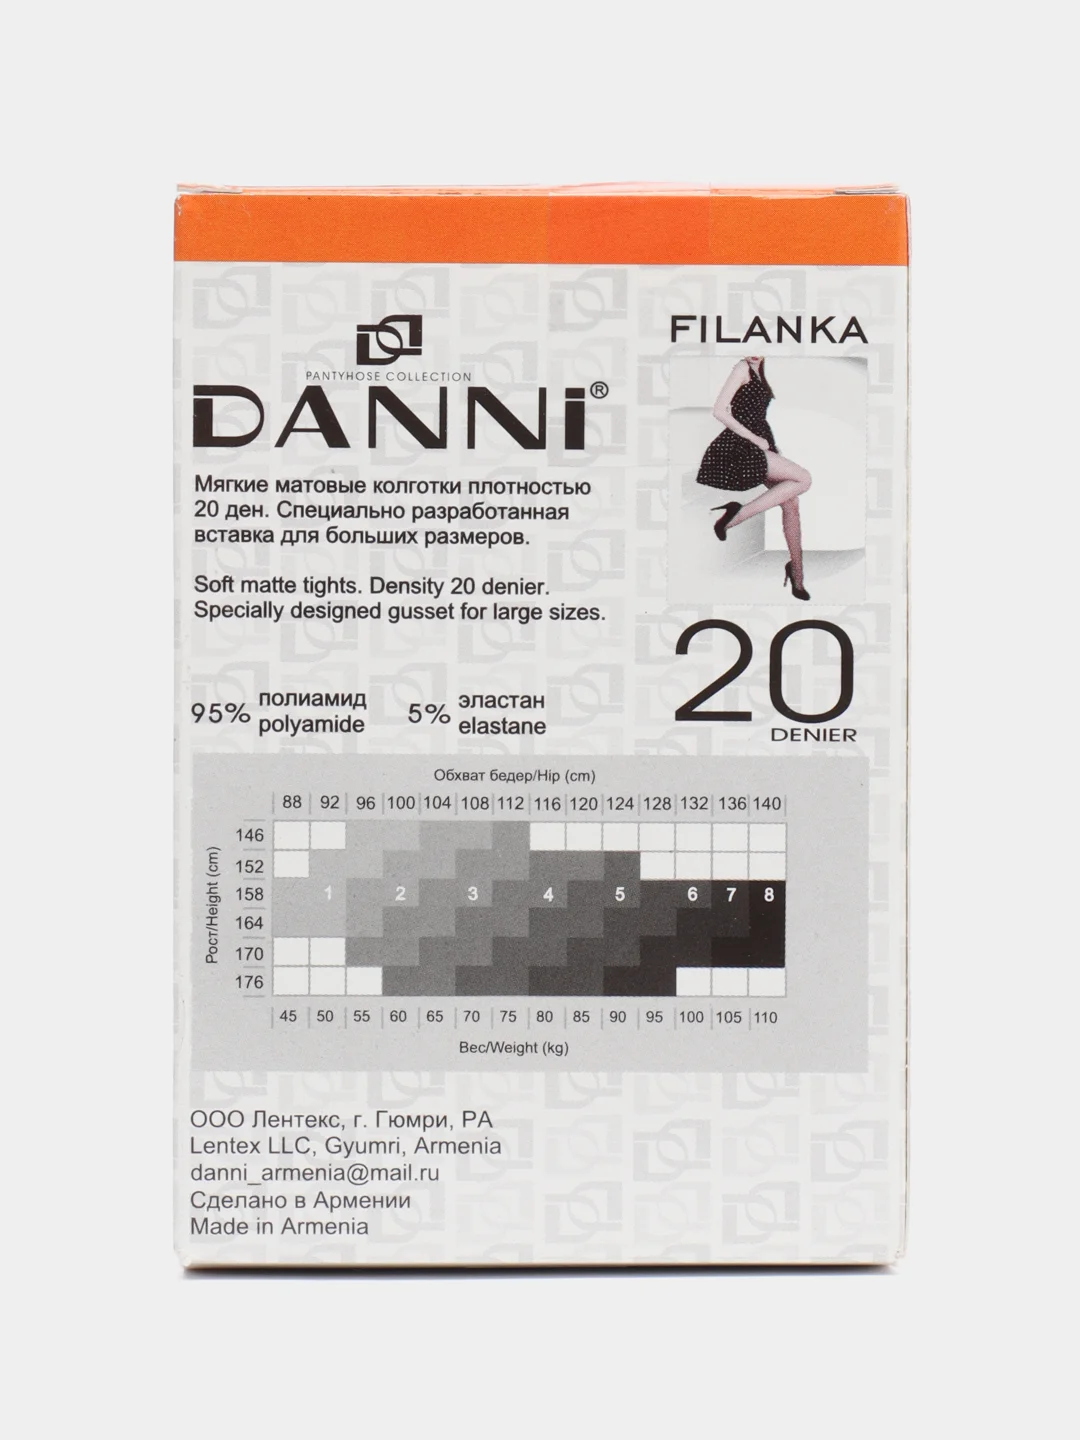 FILANKA
PANTYHOSE COLLECTION
DANNi®
Мягкие матовые колготки плотностью
20 ден. Специально разработанная
вставка для больших размеров.
Soft matte tights. Density 20 denier.
Specially designed gusset for large sizes.
20
DENIER
95% полиамид
polyamide
5% эластан
elastane
Обхват бедер/Hip (cm)
88 92 96 100 104 108 112 116 120 124 128 132 136 140
Рост/Height (cm)
146
152
158 1 2 3 4 5 6 7 8
164
170
176
45 50 55 60 65 70 75 80 85 90 95 100 105 110
Вес/Weight (kg)
ООО Лентекс, г. Гюмри, РА
Lentex LLC, Gyumri, Armenia
danni_armenia@mail.ru
Сделано в Армении
Made in Armenia